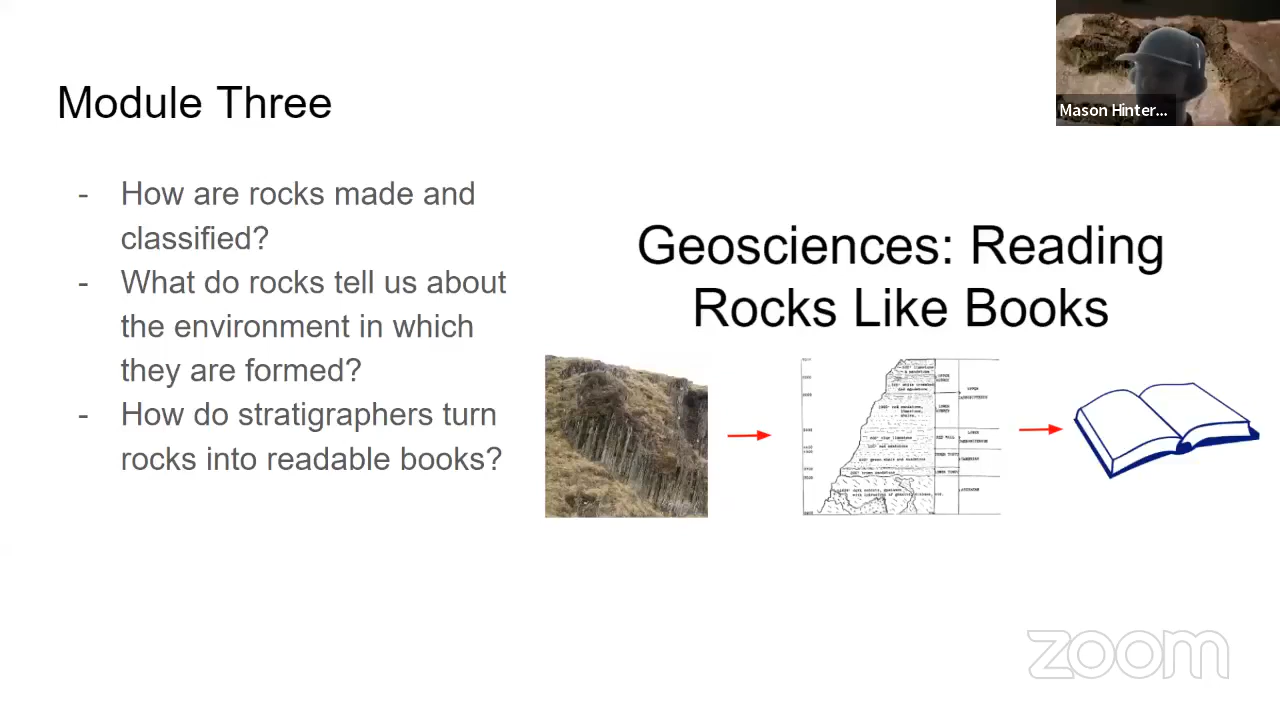 Module Three
- How are rocks made and
classified?
- What do rocks tell us about
the environment in which
they are formed?
- How do stratigraphers turn
rocks into readable books?
Geosciences: Reading
Rocks Like Books
Mason Hinter...
zoom